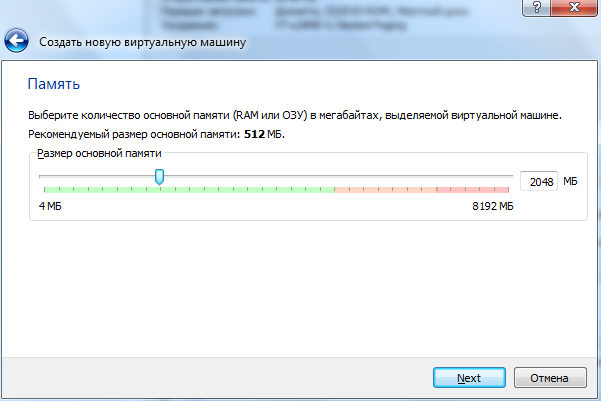 Создать новую виртуальную машину
Память
Выберите количество основной памяти (RAM или ОЗУ) в мегабайтах, выделяемой виртуальной машине.
Рекомендуемый размер основной памяти: 512 МБ.
Размер основной памяти
2048 МБ
4 МБ 8192 МБ
Next Отмена